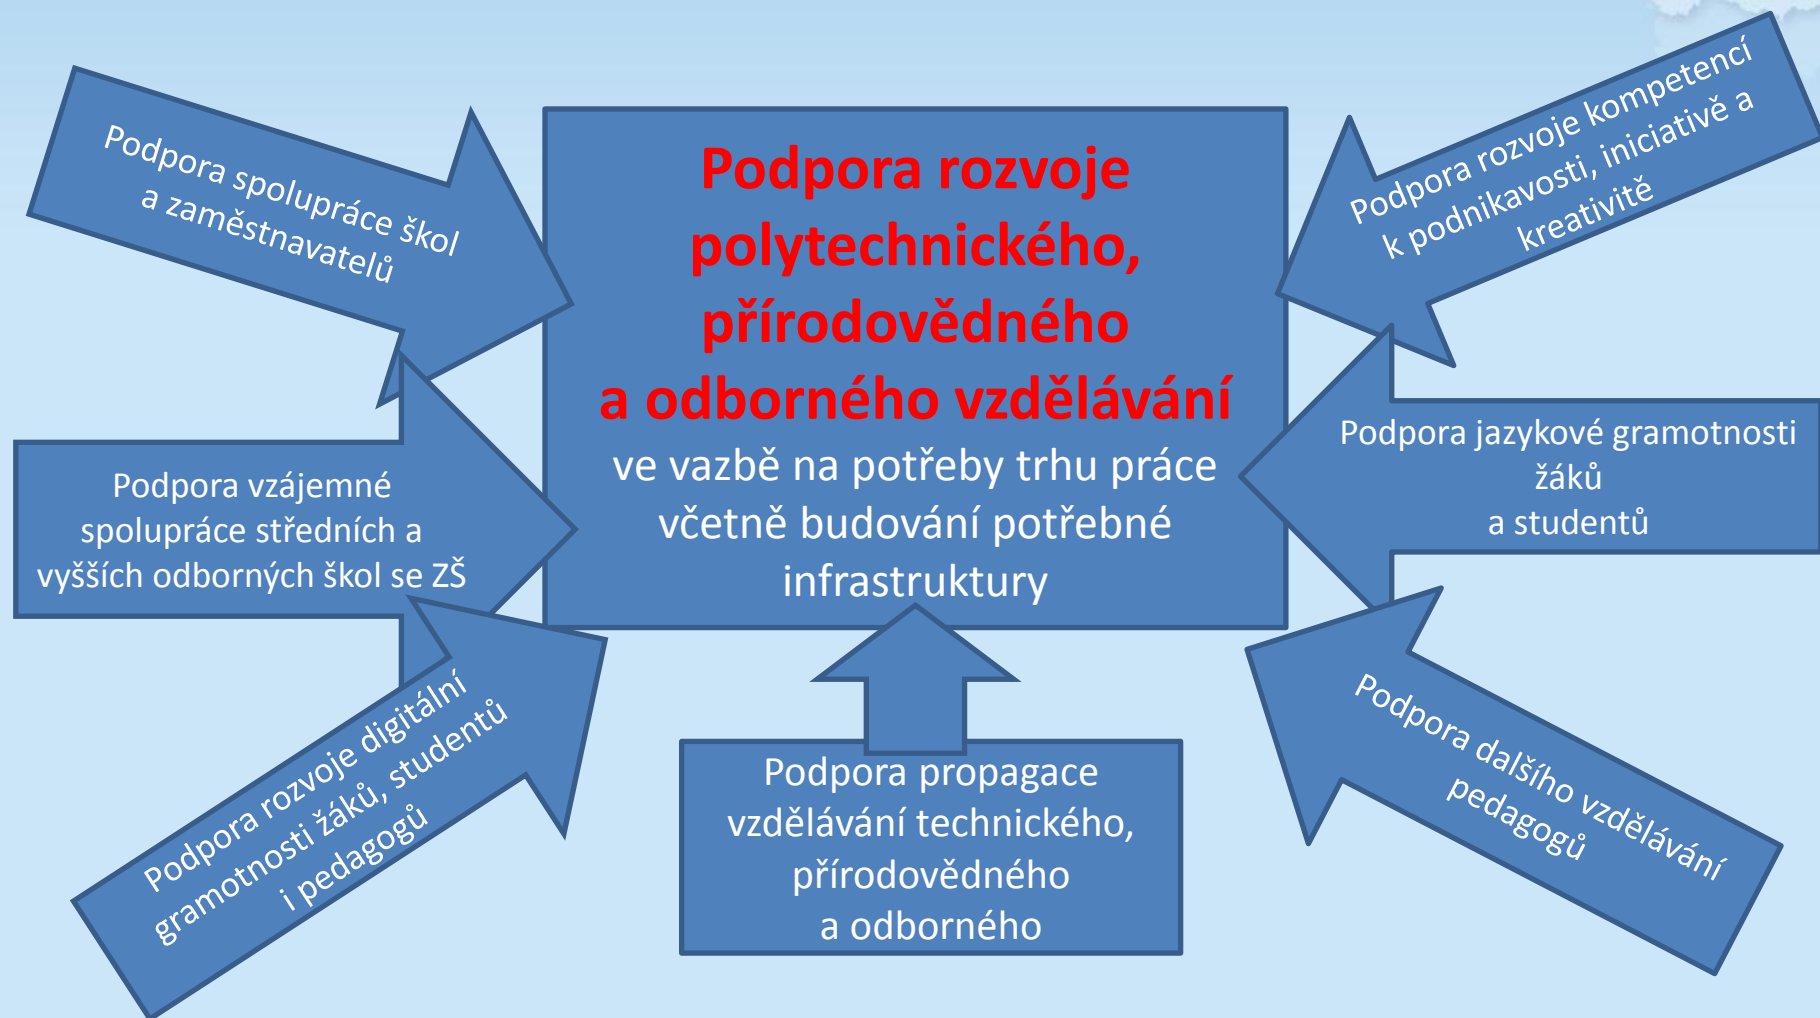 Podpora spolupráce škol
a zaměstnavatelů
Podpora rozvoje
polytechnického,
přírodovědného
a odborného vzdělávání
ve vazbě na potřeby trhu práce
včetně budování potřebné
infrastruktury
Podpora rozvoje kompetencí
k podnikavosti, iniciativě a
kreativitě
Podpora vzájemné
spolupráce středních a
vyšších odborných škol se ZŠ
Podpora jazykové gramotnosti
žáků
a studentů
Podpora rozvoje digitální
gramotnosti žáků, studentů
i pedagogů
Podpora propagace
vzdělávání technického,
přírodovědného
a odborného
Podpora dalšího vzdělávání
pedagogů